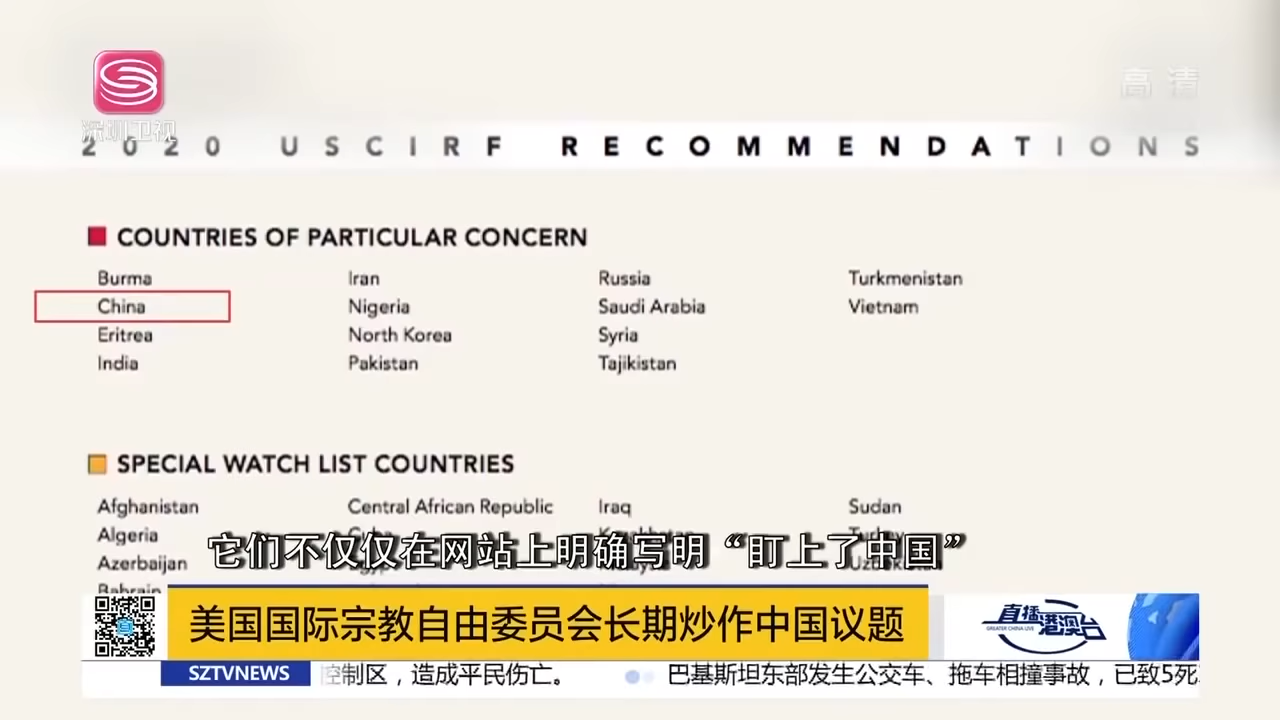 高清
深圳卫视
2020 USCIRF RECOMMENDATIONS
COUNTRIES OF PARTICULAR CONCERN
Burma Iran Russia Turkmenistan
China Nigeria Saudi Arabia Vietnam
Eritrea North Korea Syria
India Pakistan Tajikistan
SPECIAL WATCH LIST COUNTRIES
Afghanistan Central African Republic Iraq Sudan
Algeria
Azerbaijan
Bahrain
它们不仅仅在网站上明确写明“盯上了中国”
美国国际宗教自由委员会长期炒作中国议题
直播港澳台
GREATER CHINA LIVE
SZTVNEWS 控制区，造成平民伤亡。 巴基斯坦东部发生公交车、拖车相撞事故，已致5死